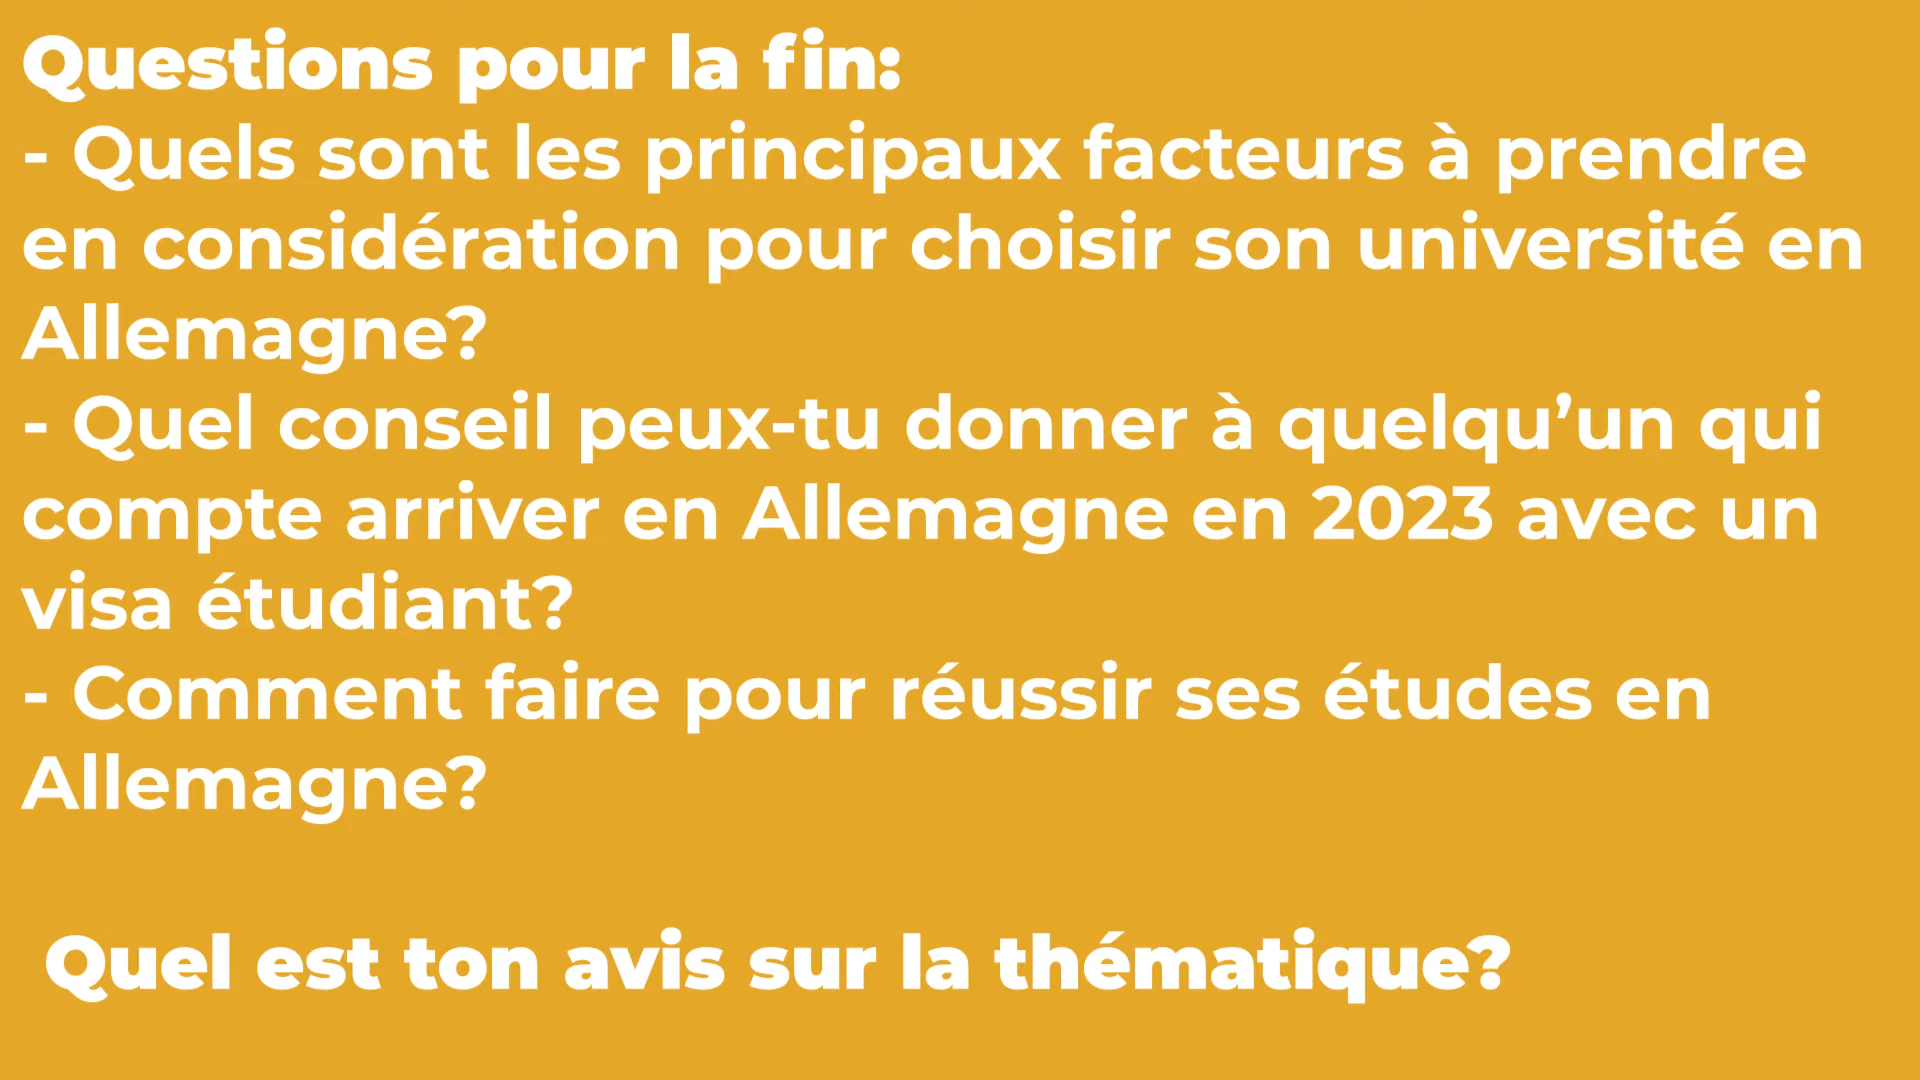 Questions pour la fin:
- Quels sont les principaux facteurs à prendre
en considération pour choisir son université en
Allemagne?
- Quel conseil peux-tu donner à quelqu’un qui
compte arriver en Allemagne en 2023 avec un
visa étudiant?
- Comment faire pour réussir ses études en
Allemagne?
Quel est ton avis sur la thématique?